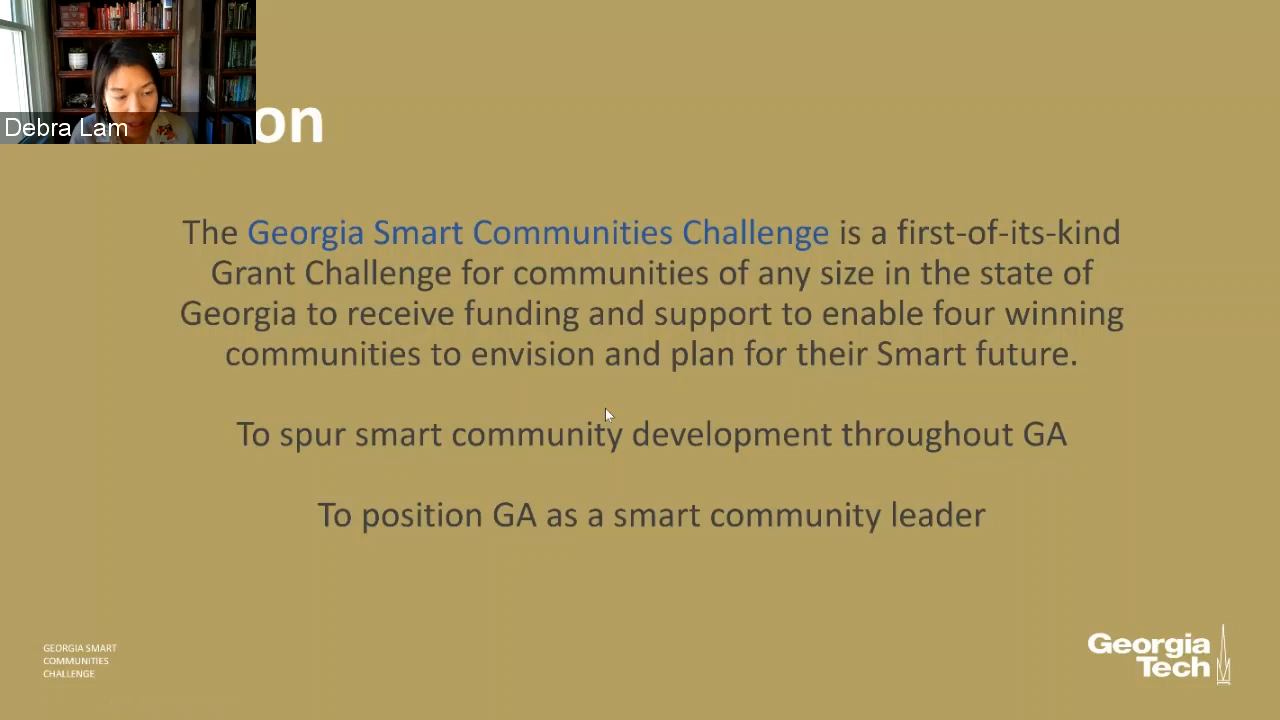 Debra Lam
on
The Georgia Smart Communities Challenge is a first-of-its-kind
Grant Challenge for communities of any size in the state of
Georgia to receive funding and support to enable four winning
communities to envision and plan for their Smart future.
To spur smart community development throughout GA
To position GA as a smart community leader
GEORGIA SMART
COMMUNITIES
CHALLENGE
Georgia
Tech